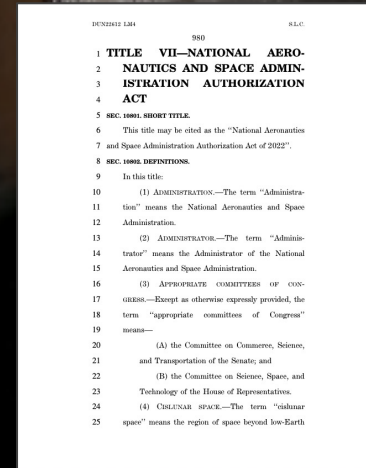 DUN22612 LM4 S.L.C.
980
1 TITLE VII—NATIONAL AERO-
2 NAUTICS AND SPACE ADMIN-
3 ISTRATION AUTHORIZATION
4 ACT
5 SEC. 10801. SHORT TITLE.
6 This title may be cited as the ‘‘National Aeronautics
7 and Space Administration Authorization Act of 2022’’.
8 SEC. 10802. DEFINITIONS.
9 In this title:
10 (1) ADMINISTRATION.—The term ‘‘Administra-
11 tion’’ means the National Aeronautics and Space
12 Administration.
13 (2) ADMINISTRATOR.—The term ‘‘Adminis-
14 trator’’ means the Administrator of the National
15 Aeronautics and Space Administration.
16 (3) APPROPRIATE COMMITTEES OF CON-
17 GRESS.—Except as otherwise expressly provided, the
18 term ‘‘appropriate committees of Congress’’
19 means—
20 (A) the Committee on Commerce, Science,
21 and Transportation of the Senate; and
22 (B) the Committee on Science, Space, and
23 Technology of the House of Representatives.
24 (4) CISLUNAR SPACE.—The term ‘‘cislunar
25 space’’ means the region of space beyond low-Earth